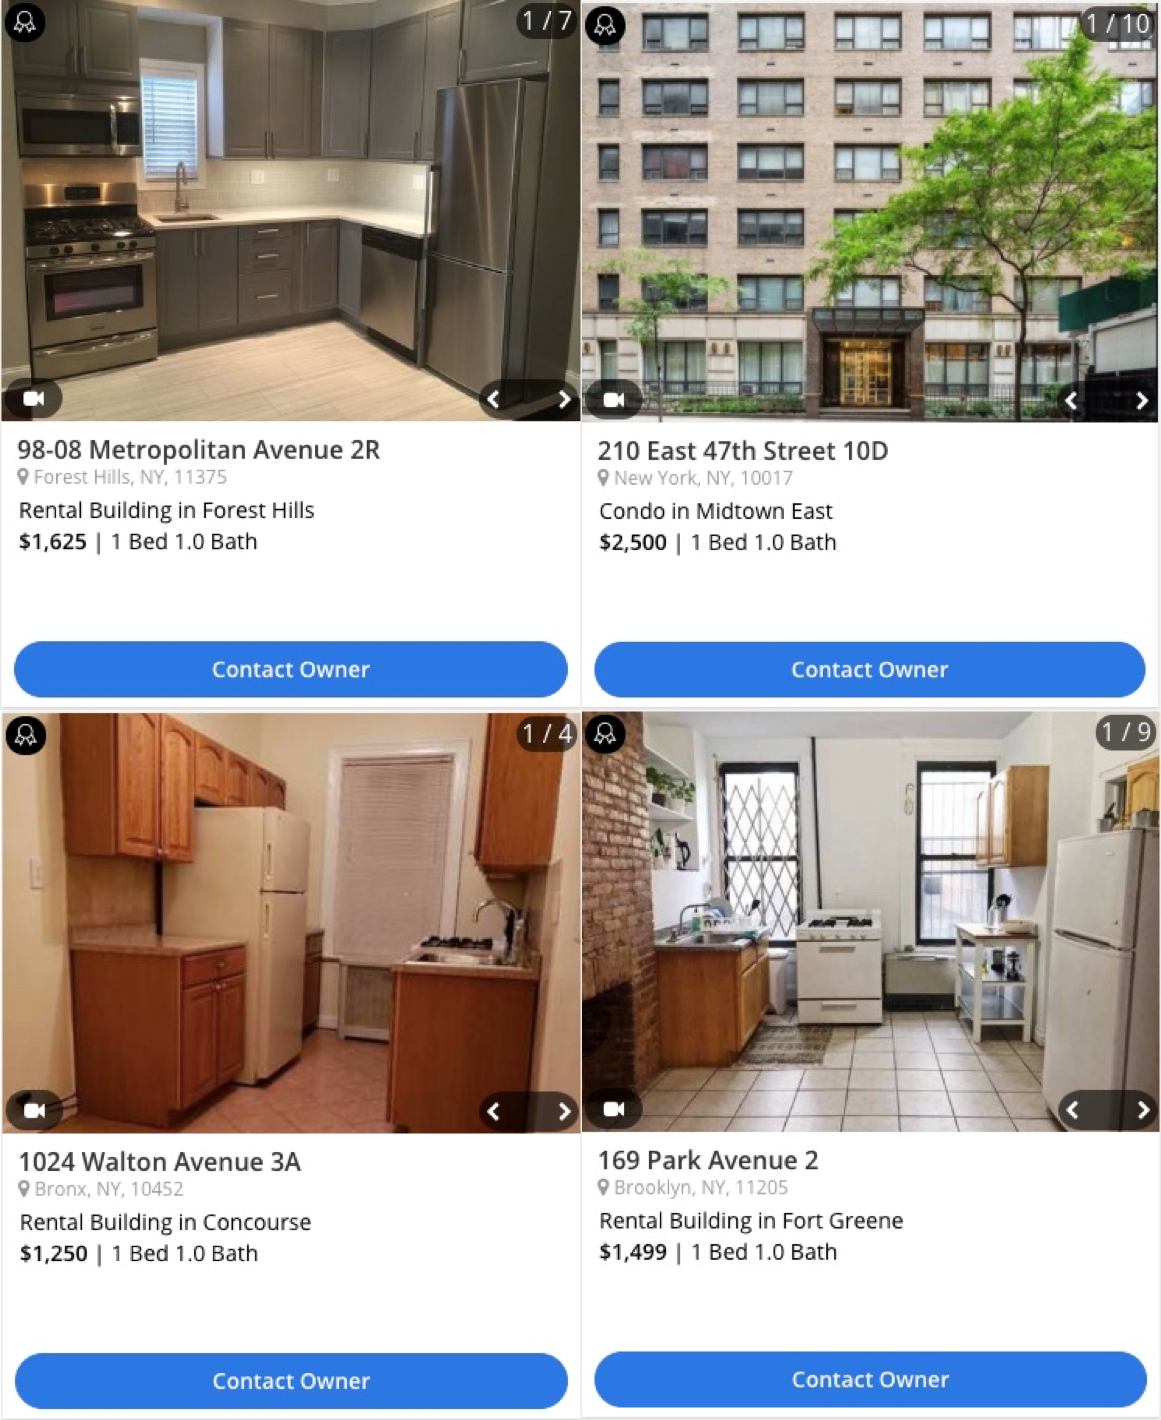 1 / 7
98-08 Metropolitan Avenue 2R
Forest Hills, NY, 11375
Rental Building in Forest Hills
$1,625 | 1 Bed 1.0 Bath
Contact Owner
1 / 10
210 East 47th Street 10D
New York, NY, 10017
Condo in Midtown East
$2,500 | 1 Bed 1.0 Bath
Contact Owner
1 / 4
1024 Walton Avenue 3A
Bronx, NY, 10452
Rental Building in Concourse
$1,250 | 1 Bed 1.0 Bath
Contact Owner
1 / 9
169 Park Avenue 2
Brooklyn, NY, 11205
Rental Building in Fort Greene
$1,499 | 1 Bed 1.0 Bath
Contact Owner